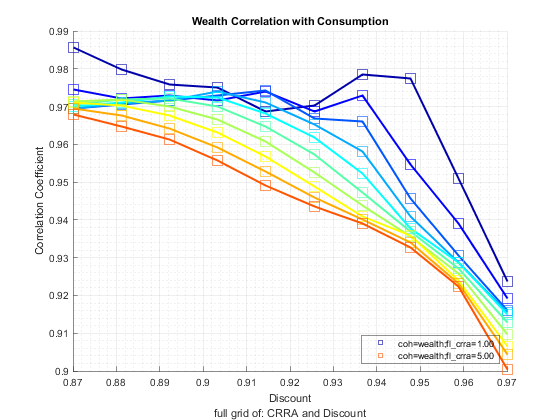 Wealth Correlation with Consumption
0.99
0.98
0.97
0.96
0.95
0.94
0.93
0.92
0.91
0.9
Correlation Coefficient
coh=wealth;fl_crra=1.00
coh=wealth;fl_crra=5.00
0.87 0.88 0.89 0.9 0.91 0.92 0.93 0.94 0.95 0.96 0.97
Discount
full grid of: CRRA and Discount